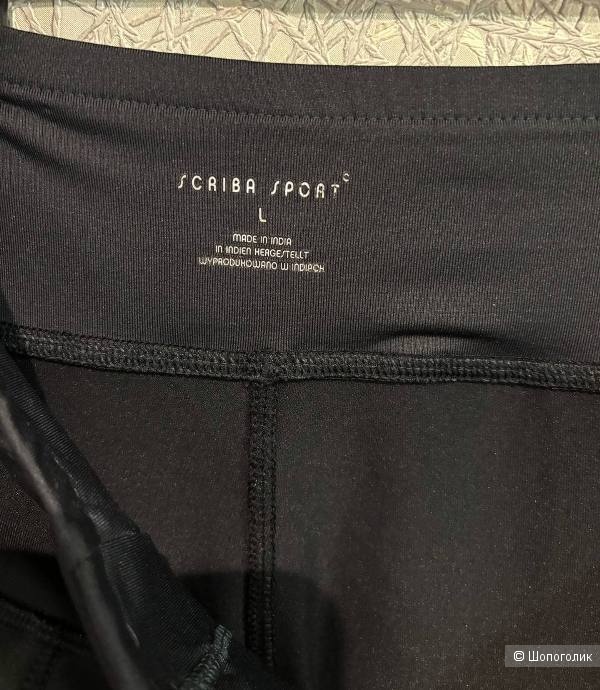 SCRIBA SPORT©
L
MADE IN INDIA
IN INDIEN HERGESTELLT
WYPRODUKOWANO W INDIACH
© Шопоголик